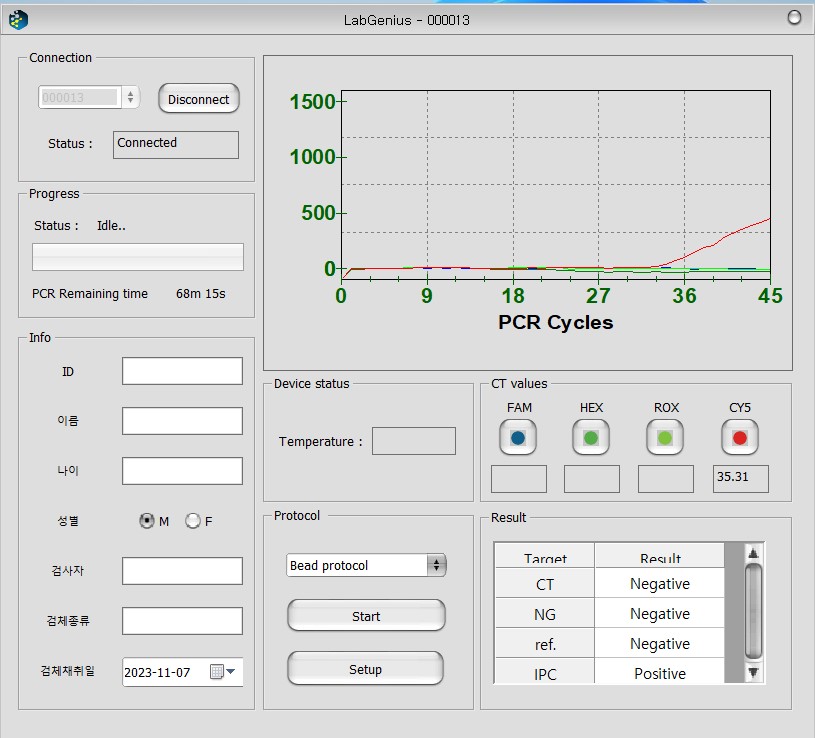 LabGenius - 000013
Connection
000013
Disconnect
Status :
Connected
Progress
Status :
Idle..
PCR Remaining time
68m 15s
Info
ID
이름
나이
성별
M
F
검사자
검체종류
검체재취일
2023-11-07
1500
1000
500
0
0
9
18
27
36
45
PCR Cycles
Device status
Temperature :
CT values
FAM
HEX
ROX
CY5
35.31
Protocol
Bead protocol
Start
Setup
Result
Target
Result
CT
Negative
NG
Negative
ref.
Negative
IPC
Positive